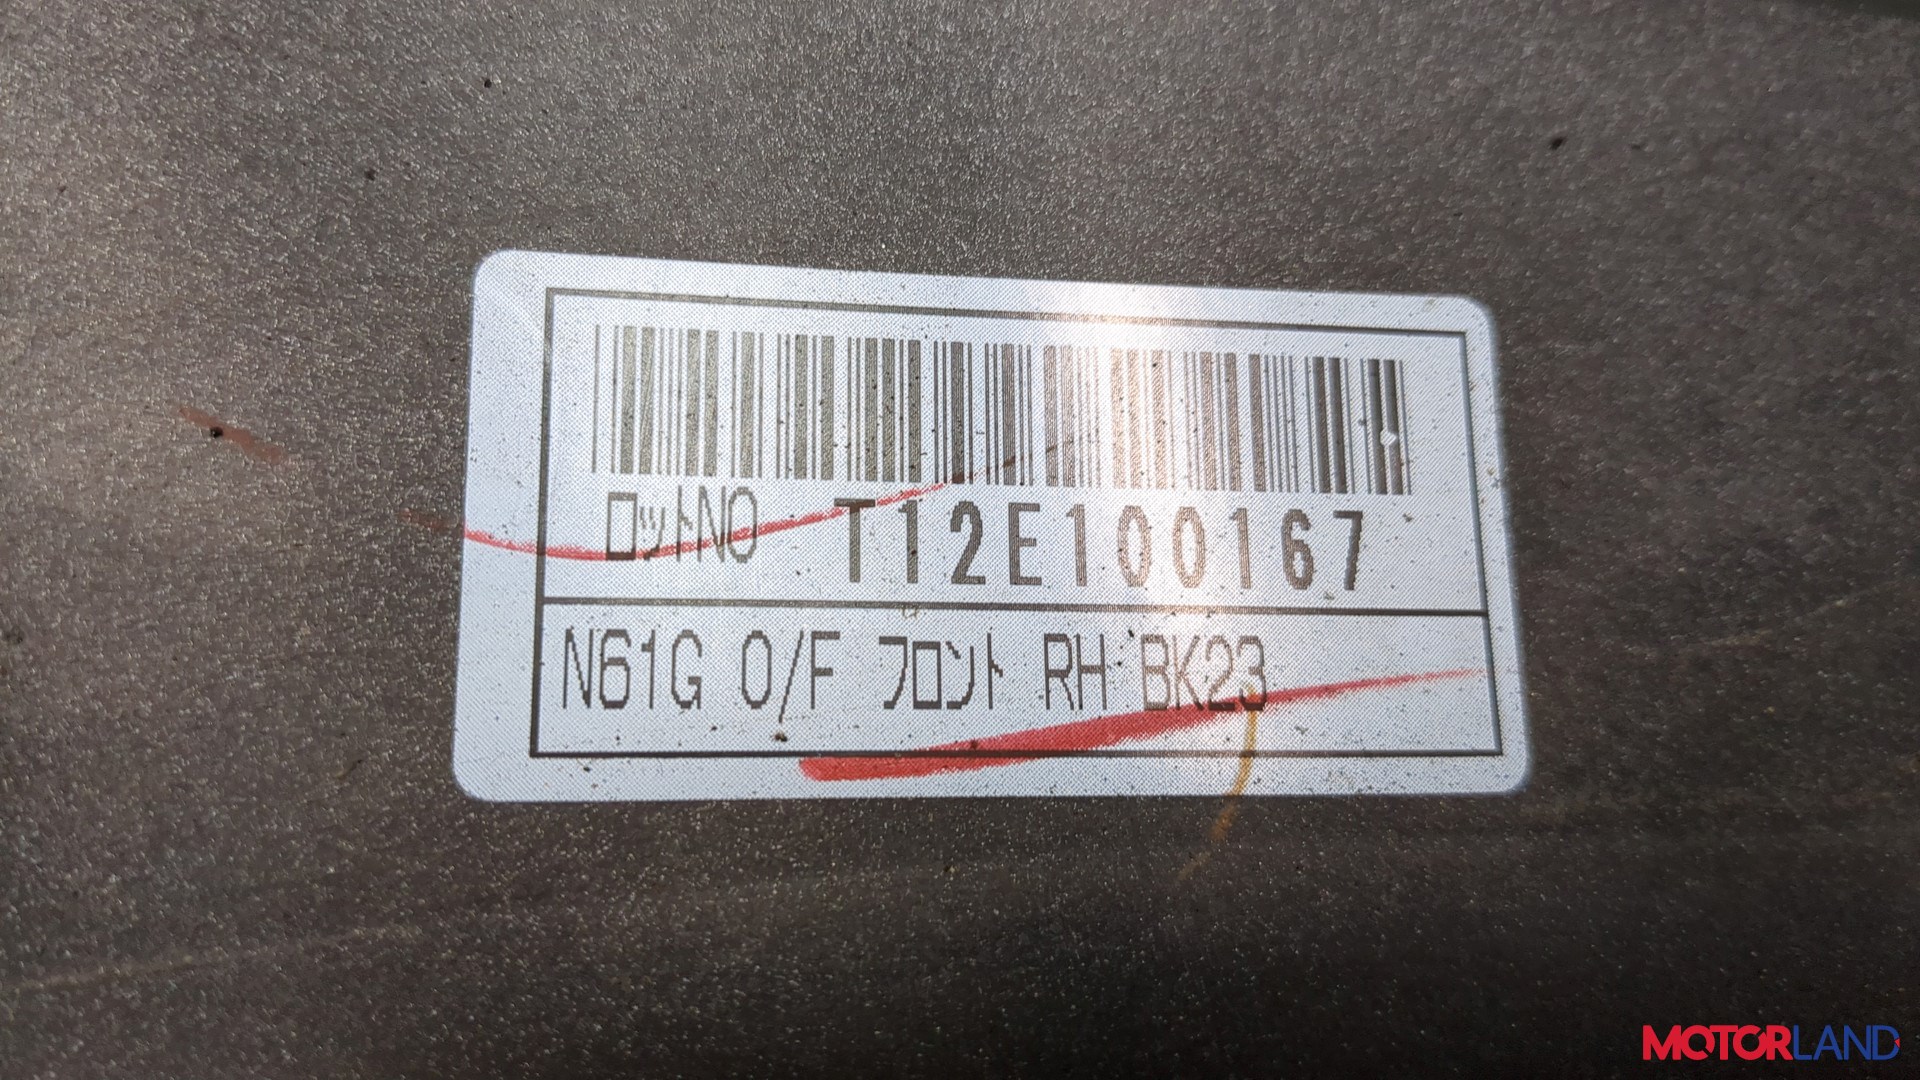 ロットNO T12E100167
N61G O/F フロント RH BK23
MOTORLAND